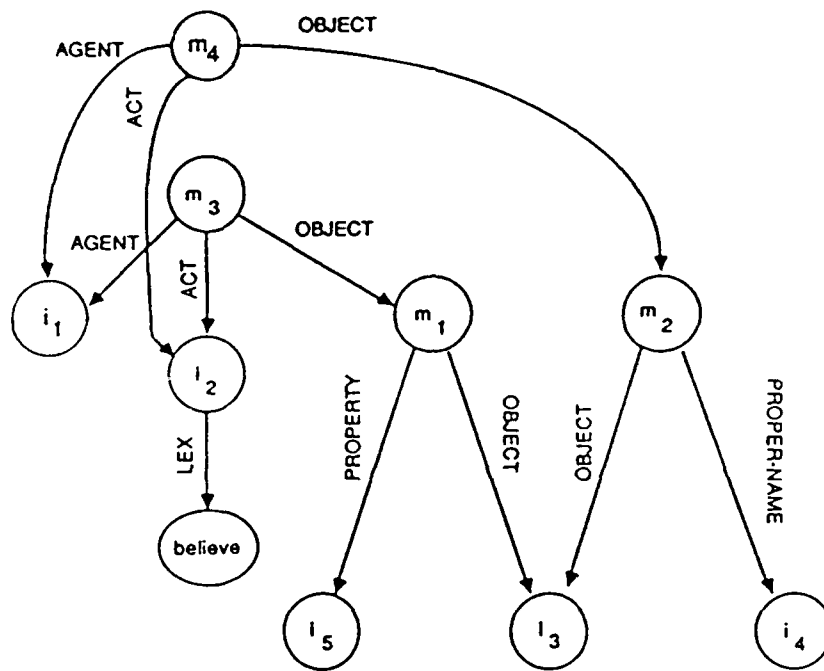 OBJECT
AGENT
m4
ACT
m3
OBJECT
AGENT
ACT
i1
m1
m2
i2
PROPERTY
OBJECT
OBJECT
PROPER-NAME
LEX
believe
i5
i3
i4